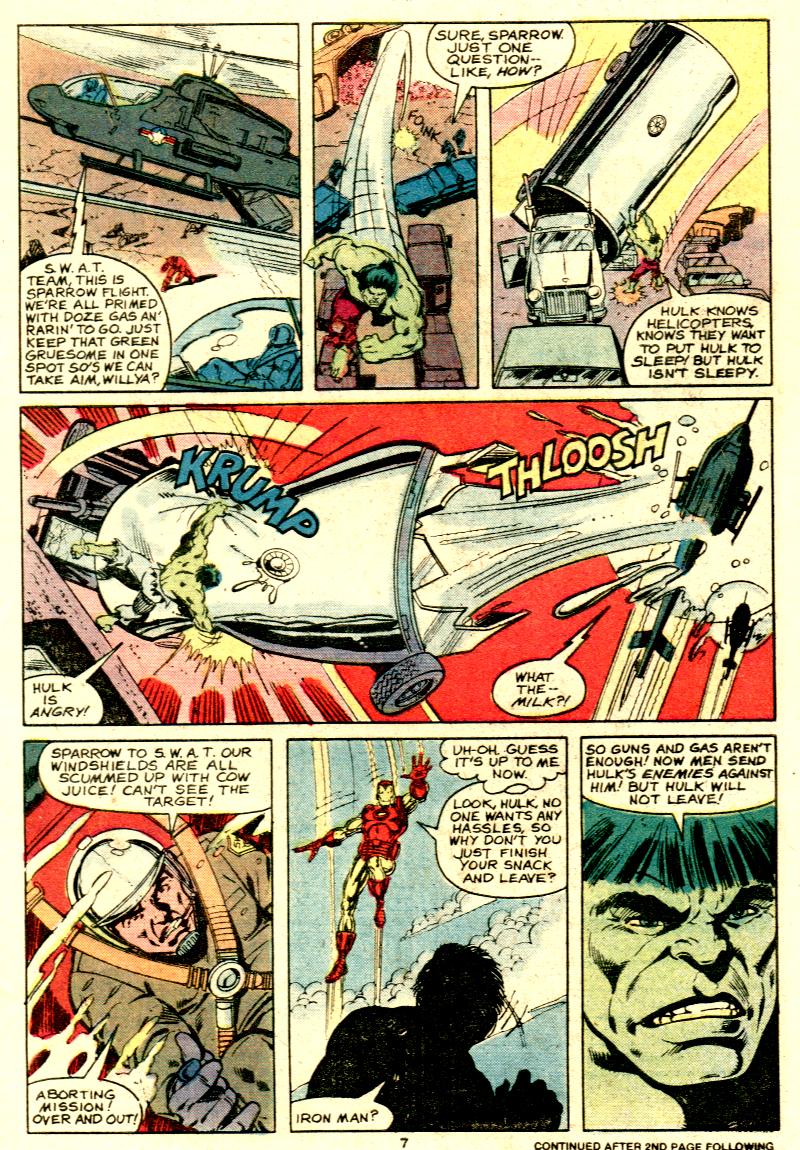 S.W.A.T.
TEAM, THIS IS
SPARROW FLIGHT.
WE'RE ALL PRIMED
WITH DOZE GAS AN'
RARIN' TO GO. JUST
KEEP THAT GREEN
GRUESOME IN ONE
SPOT SO'S WE CAN
TAKE AIM, WILLYA?
SURE, SPARROW.
JUST ONE
QUESTION--
LIKE, HOW?
FOINK
HULK KNOWS
HELICOPTERS,
KNOWS THEY WANT
TO PUT HULK TO
SLEEP! BUT HULK
ISN'T SLEEPY.
KRUMP
THLOOSH
HULK
IS
ANGRY!
WHAT
THE--
MILK?!
SPARROW TO S.W.A.T. OUR
WINDSHIELDS ARE ALL
SCUMMED UP WITH COW
JUICE! CAN'T SEE THE
TARGET!
ABORTING
MISSION!
OVER AND OUT!
UH-OH. GUESS
IT'S UP TO ME
NOW.
LOOK, HULK, NO
ONE WANTS ANY
HASSLES, SO
WHY DON'T YOU
JUST FINISH
YOUR SNACK
AND LEAVE?
IRON MAN?
SO GUNS AND GAS AREN'T
ENOUGH! NOW MEN SEND
HULK'S ENEMIES AGAINST
HIM! BUT HULK WILL
NOT LEAVE!
7
CONTINUED AFTER 2ND PAGE FOLLOWING